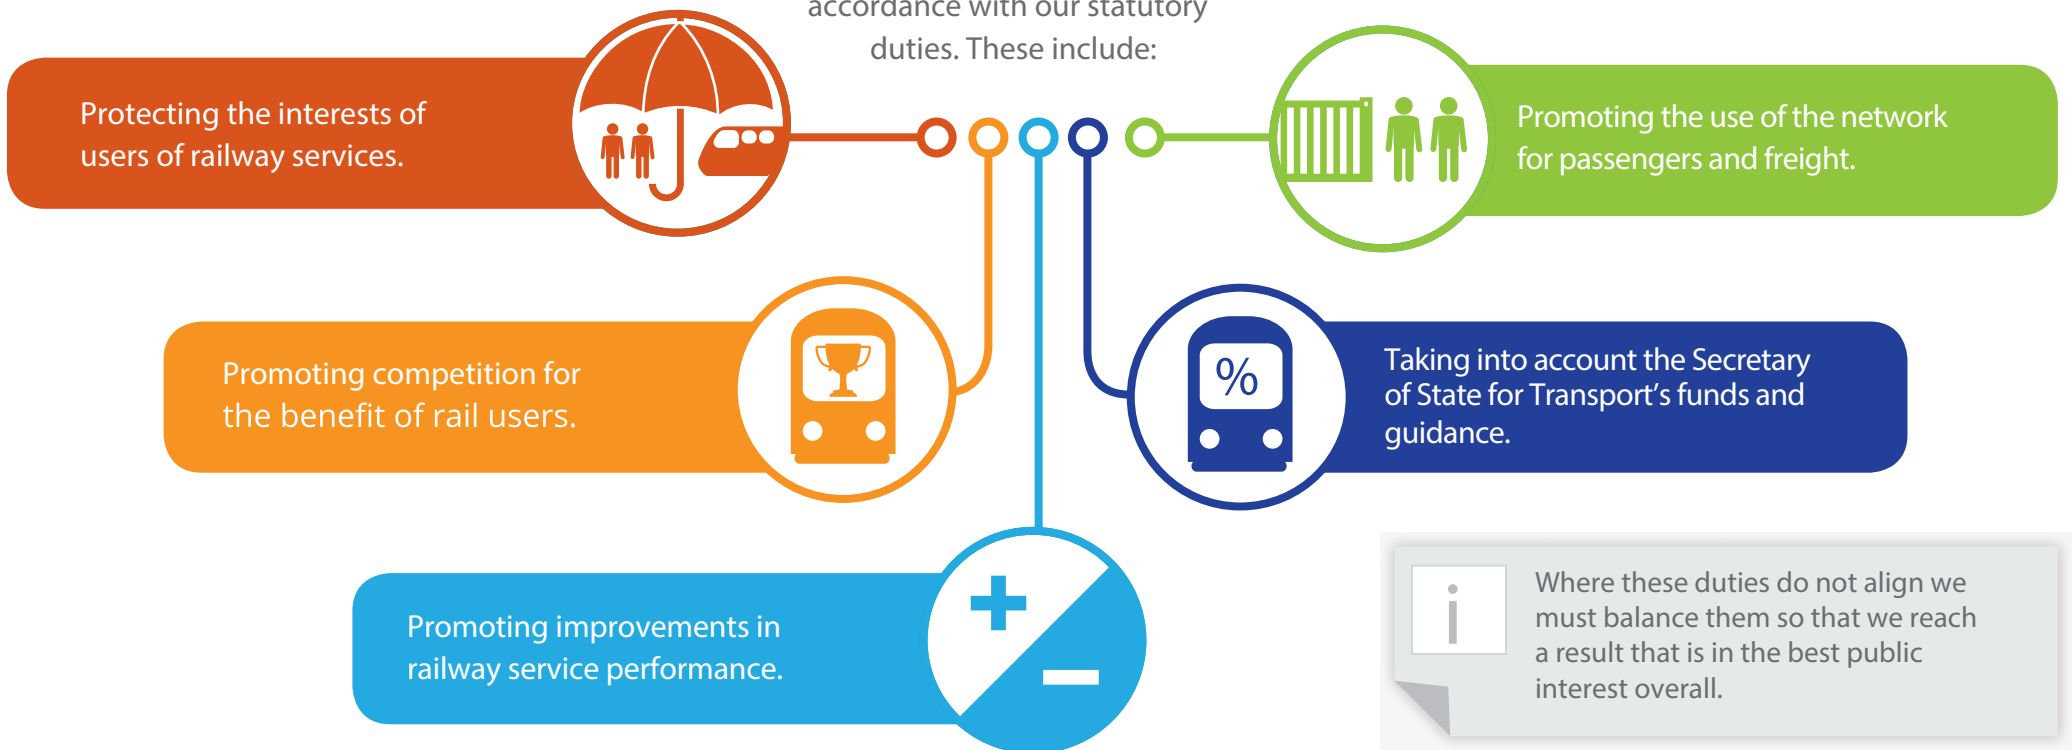 accordance with our statutory
duties. These include:
Protecting the interests of
users of railway services.
Promoting the use of the network
for passengers and freight.
Promoting competition for
the benefit of rail users.
%
Taking into account the Secretary
of State for Transport’s funds and
guidance.
Promoting improvements in
railway service performance.
+
–
i
Where these duties do not align we
must balance them so that we reach
a result that is in the best public
interest overall.